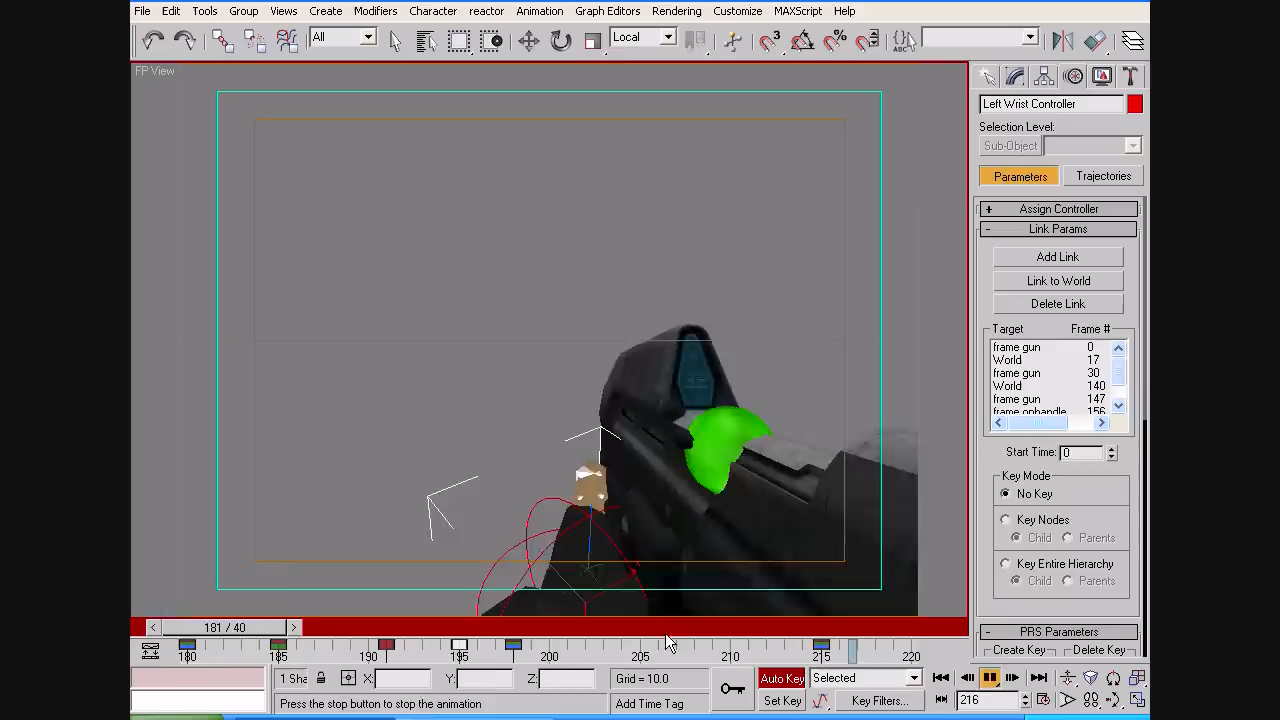 File Edit Tools Group Views Create Modifiers Character reactor Animation Graph Editors Rendering Customize MAXScript Help
All Local
FP View
Left Wrist Controller
Selection Level:
Sub-Object
Parameters Trajectories
+ Assign Controller
- Link Params
Add Link
Link to World
Delete Link
Target Frame #
frame gun 0
World 17
frame gun 30
World 140
frame gun 147
156
Start Time: 0
Key Mode
No Key
Key Nodes
Child Parents
Key Entire Hierarchy
Child Parents
- PRS Parameters
Create Key Delete Key
< 181 / 40 >
180 185 190 195 200 205 210 215 220
1 Sha X: Y: Z: Grid = 10.0 Auto Key Selected
Press the stop button to stop the animation Add Time Tag Set Key Key Filters... 216